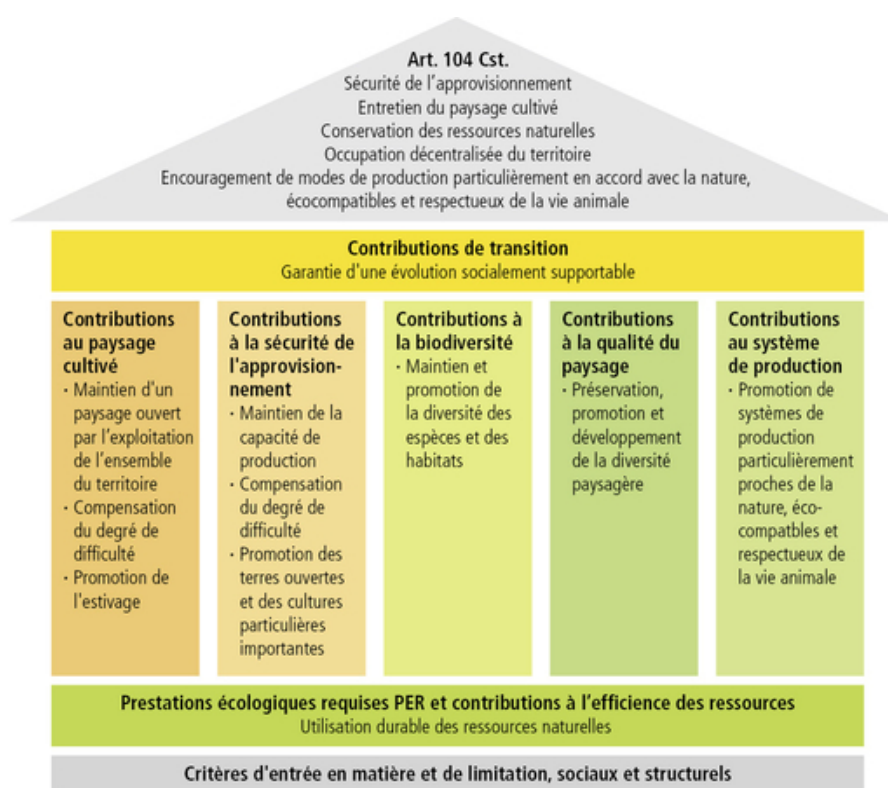 Art. 104 Cst.
Sécurité de l'approvisionnement
Entretien du paysage cultivé
Conservation des ressources naturelles
Occupation décentralisée du territoire
Encouragement de modes de production particulièrement en accord avec la nature,
écocompatibles et respectueux de la vie animale
Contributions de transition
Garantie d'une évolution socialement supportable
Contributions
au paysage
cultivé
· Maintien d'un
paysage ouvert
par l'exploitation
de l'ensemble
du territoire
· Compensation
du degré de
difficulté
· Promotion de
l'estivage
Contributions
à la sécurité de
l'approvision-
nement
· Maintien de la
capacité de
production
· Compensation
du degré de
difficulté
· Promotion des
terres ouvertes
et des cultures
particulières
importantes
Contributions à
la biodiversité
· Maintien et
promotion de
la diversité des
espèces et des
habitats
Contributions
à la qualité du
paysage
· Préservation,
promotion et
développement
de la diversité
paysagère
Contributions
au système
de production
· Promotion de
systèmes de
production
particulièrement
proches de la
nature, éco-
compatbles et
respectueux de
la vie animale
Prestations écologiques requises PER et contributions à l'efficience des ressources
Utilisation durable des ressources naturelles
Critères d'entrée en matière et de limitation, sociaux et structurels